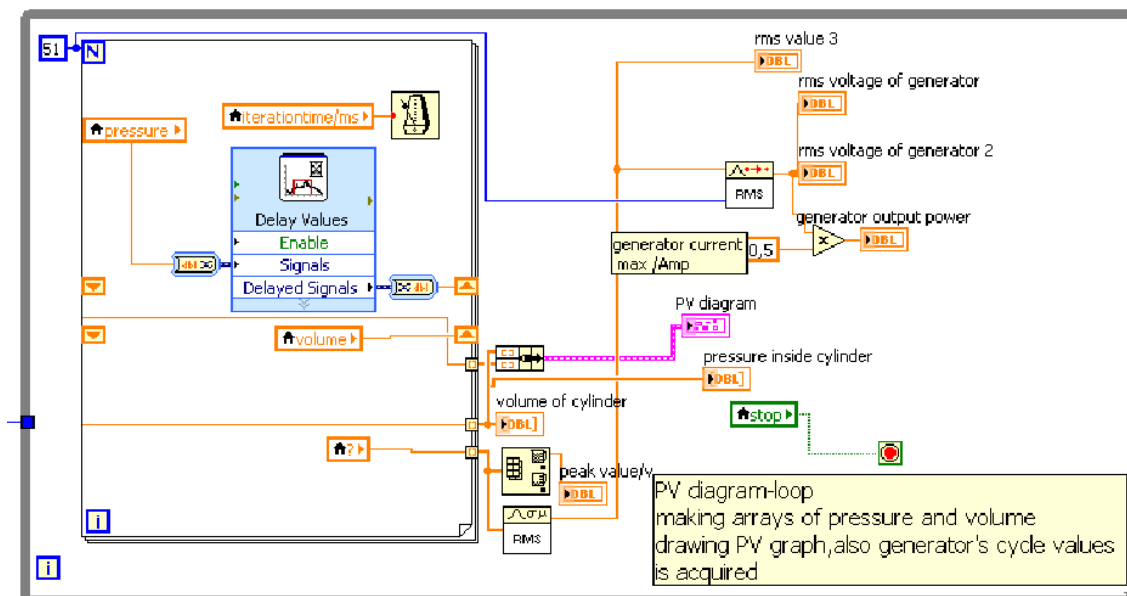 51
N
rms value 3
DBL
rms voltage of generator
DBL
pressure
iterationtime/ms
rms voltage of generator 2
DBL
RMS
Delay Values
Enable
Signals
Delayed Signals
dbl
dbl
generator output power
x
DBL
generator current
max /Amp
0,5
PV diagram
volume
pressure inside cylinder
DBL]
volume of cylinder
DBL]
stop
?
peak value/v
DBL
σμ
RMS
i
i
PV diagram-loop
making arrays of pressure and volume
drawing PV graph,also generator's cycle values
is acquired